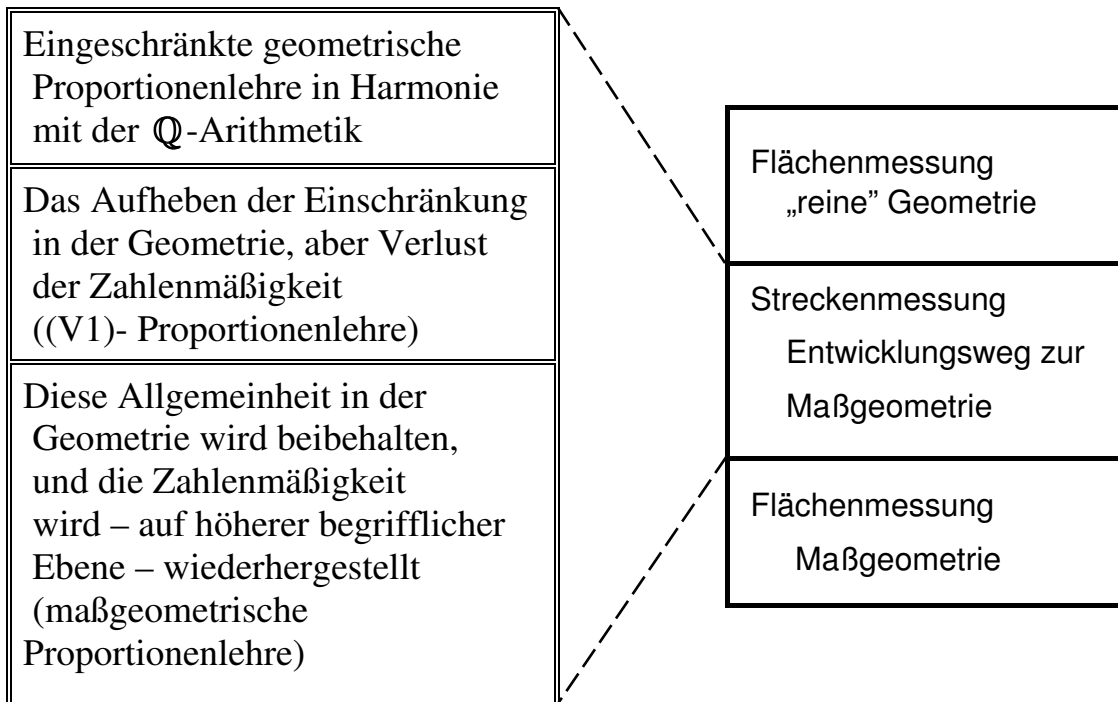 Eingeschränkte geometrische
Proportionenlehre in Harmonie
mit der ℚ-Arithmetik
Das Aufheben der Einschränkung
in der Geometrie, aber Verlust
der Zahlenmäßigkeit
((V1)- Proportionenlehre)
Diese Allgemeinheit in der
Geometrie wird beibehalten,
und die Zahlenmäßigkeit
wird – auf höherer begrifflicher
Ebene – wiederhergestellt
(maßgeometrische
Proportionenlehre)
Flächenmessung
„reine” Geometrie
Streckenmessung
Entwicklungsweg zur
Maßgeometrie
Flächenmessung
Maßgeometrie